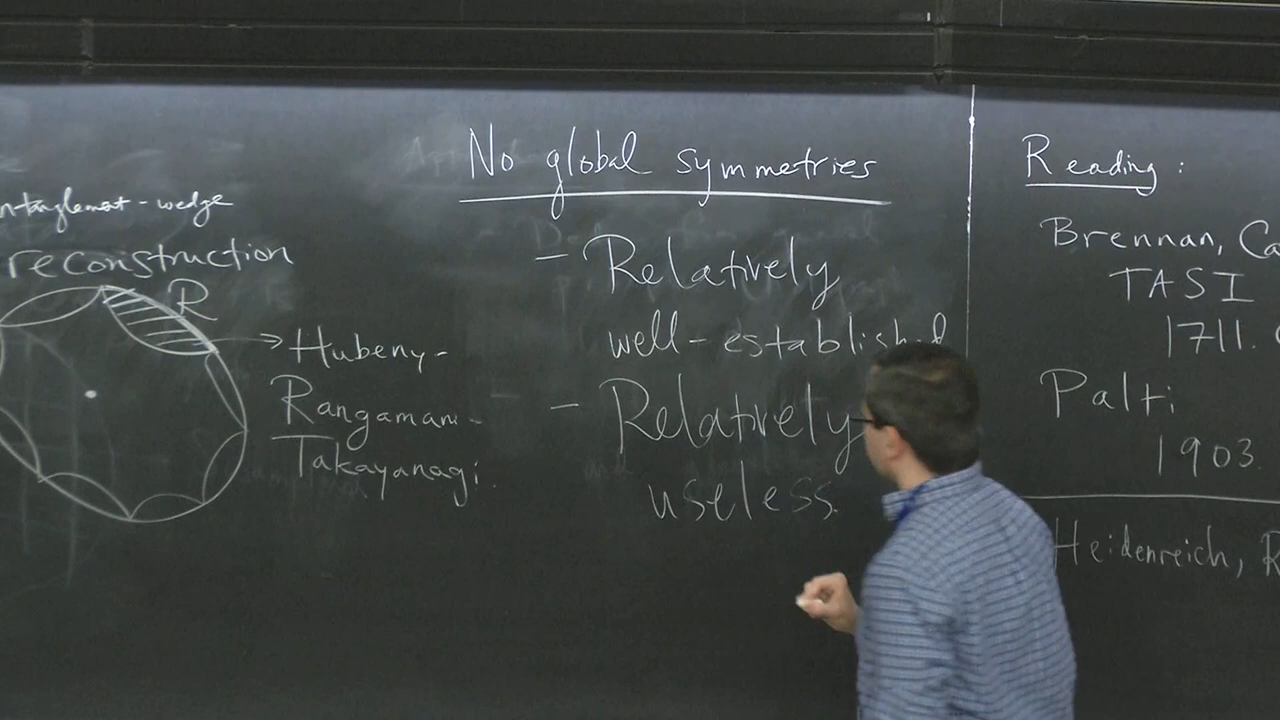 ntanglement-wedge
reconstruction
R
Hubeny-
Rangamani-
Takayanagi.
No global symmetries
- Relatively
well-established
- Relatively
useless.
Reading:
Brennan, Ca
TASI
1711.
Palti
1903.
Heidenreich, R